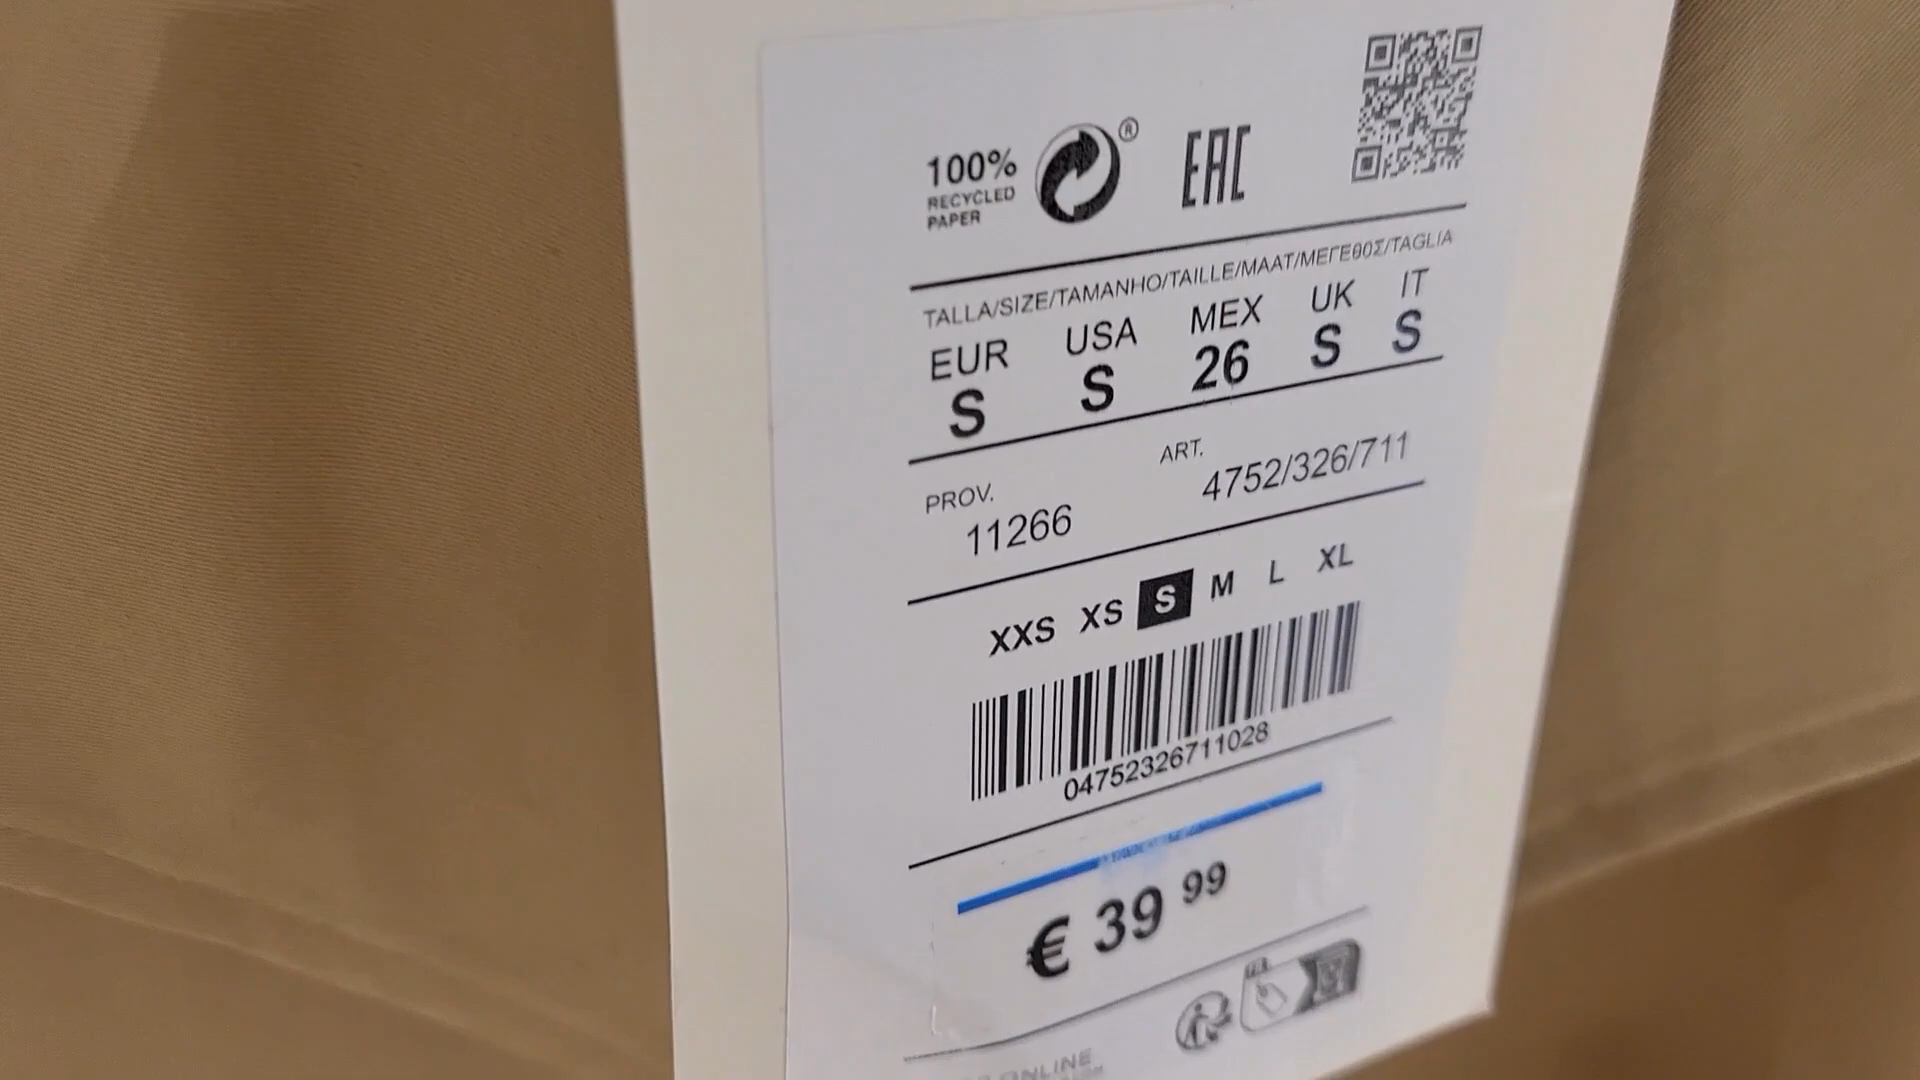 100%
RECYCLED
PAPER
®
EAC
TALLA/SIZE/TAMANHO/TAILLE/MAAT/ΜΕΓΕΘΟΣ/TAGLIA
EUR USA MEX UK IT
S S 26 S S
PROV. ART.
11266 4752/326/711
XXS XS S M L XL
04752326711028
€ 39 99
ONLINE